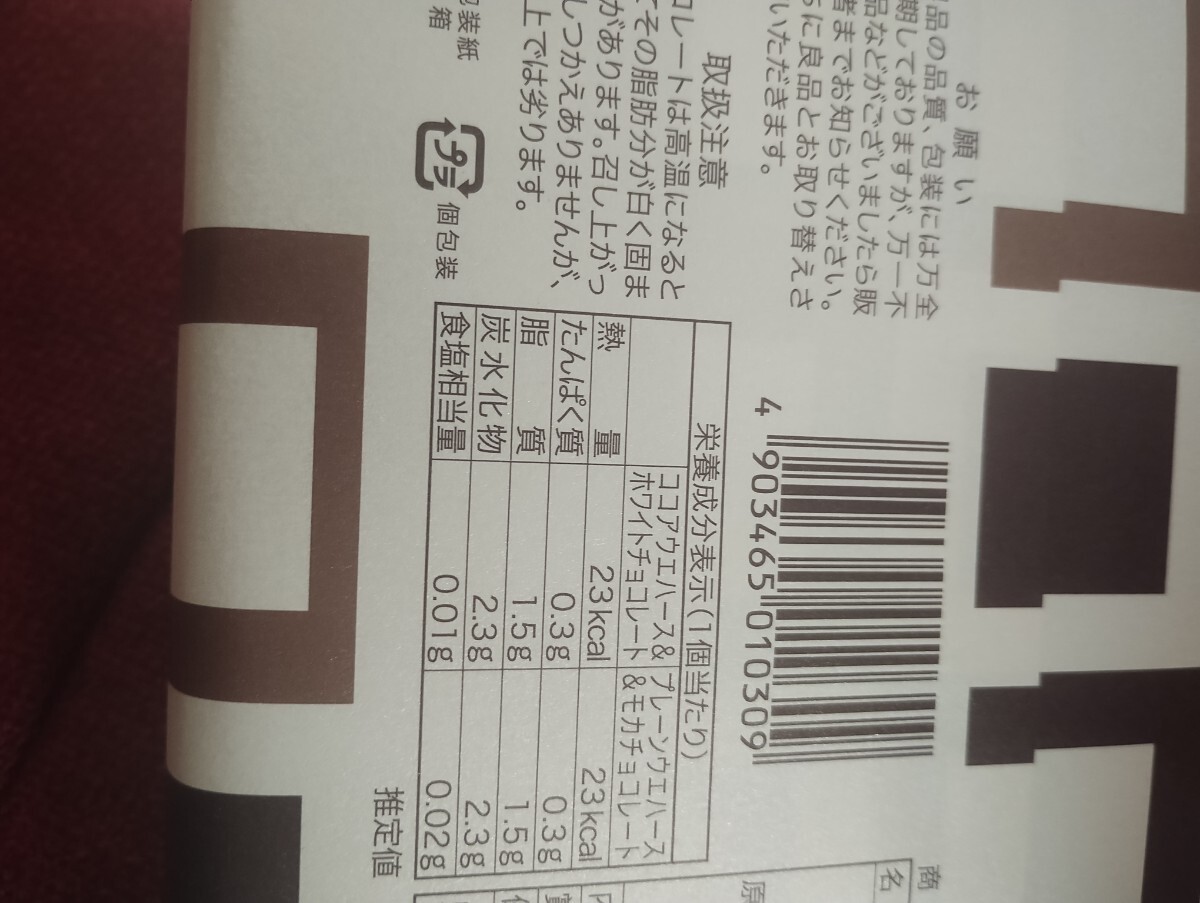 お願い
品の品質、包装には万全
期しておりますが、万一不
品などがございましたら販
者までお知らせください。
に良品とお取り替えさ
いただきます。
取扱注意
コレートは高温になると
てその脂肪分が白く固ま
があります。召し上がっ
しつかえありませんが、
上では劣ります。
包装紙
箱
プラ 個包装
4 903465 010309
栄養成分表示(1個当たり)
ココアウエハース&ホワイトチョコレート プレーンウエハース&モカチョコレート
熱量 23kcal 23kcal
たんぱく質 0.3g 0.3g
脂質 1.5g 1.5g
炭水化物 2.3g 2.3g
食塩相当量 0.01g 0.02g
推定値
商
名
原